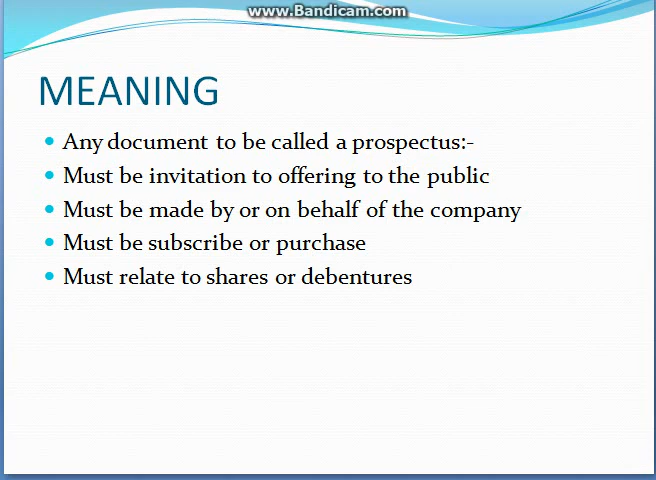 www.Bandicam.com
MEANING
Any document to be called a prospectus:-
Must be invitation to offering to the public
Must be made by or on behalf of the company
Must be subscribe or purchase
Must relate to shares or debentures